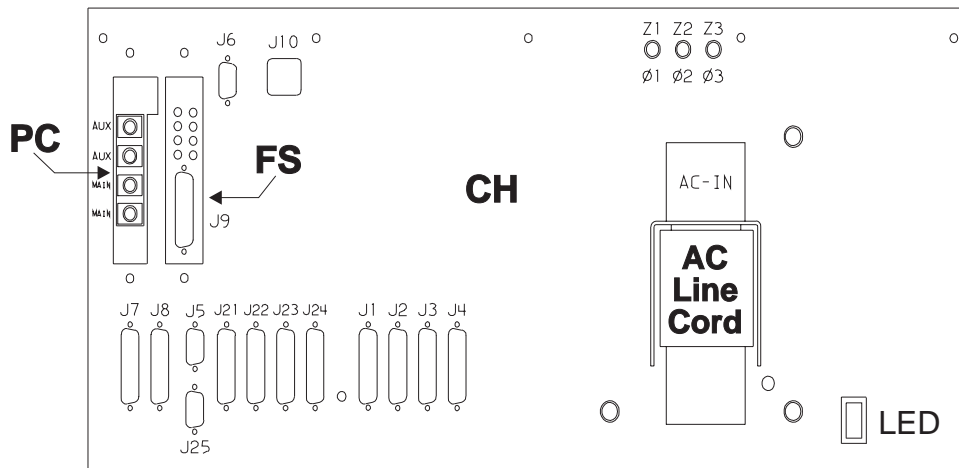 J6 J10
Z1 Z2 Z3
Ø1 Ø2 Ø3
PC
AUX
AUX
MAIN
MAIN
FS
J9
CH
AC-IN
AC
Line
Cord
J7 J8 J5 J21 J22 J23 J24 J1 J2 J3 J4
J25
LED